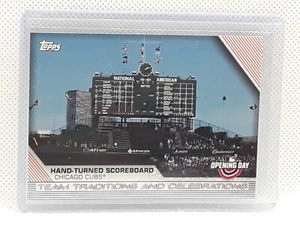 Topps
NATIONAL AMERICAN
HAND-TURNED SCOREBOARD
CHICAGO CUBS®
OPENING DAY
TEAM TRADITIONS AND CELEBRATIONS